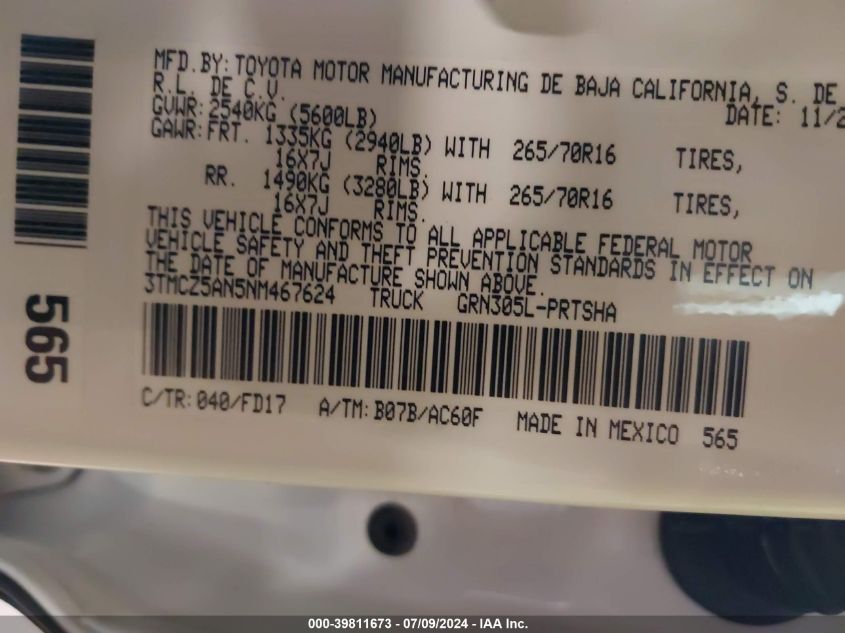 MFD.BY:TOYOTA MOTOR MANUFACTURING DE BAJA CALIFORNIA, S. DE
R.L. DE C.V.
DATE: 11/2
GVWR:2540KG (5600LB)
GAWR:FRT. 1335KG (2940LB) WITH 265/70R16 TIRES,
16X7J RIMS.
RR. 1490KG (3280LB) WITH 265/70R16 TIRES,
16X7J RIMS.
THIS VEHICLE CONFORMS TO ALL APPLICABLE FEDERAL MOTOR
VEHICLE SAFETY AND THEFT PREVENTION STANDARDS IN EFFECT ON
THE DATE OF MANUFACTURE SHOWN ABOVE.
3TMCZ5AN5NM467624 TRUCK GRN305L-PRTSHA
C/TR:040/FD17 A/TM:B07B/AC60F MADE IN MEXICO 565
565
000-39811673 - 07/09/2024 - IAA Inc.